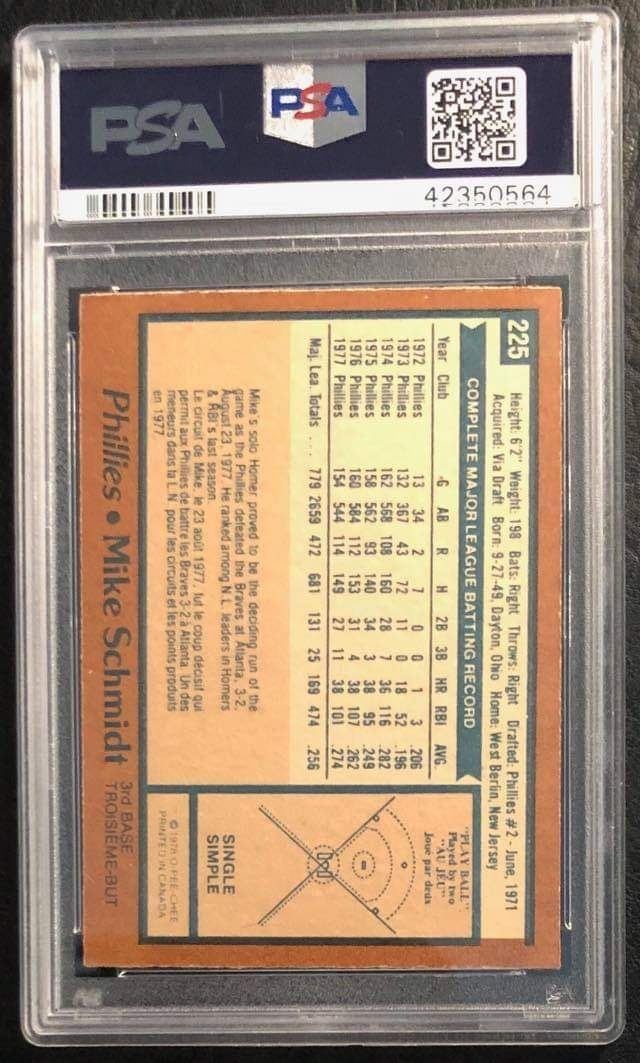 PSA
PSA
42350564
225
Height: 6'2" Weight: 198 Bats: Right Throws: Right Drafted: Phillies #2 - June, 1971
Acquired: Via Draft Born: 9-27-49, Dayton, Ohio Home: West Berlin, New Jersey
COMPLETE MAJOR LEAGUE BATTING RECORD
Year Club G AB R H 2B 3B HR RBI AVG.
1972 Phillies 13 34 2 7 0 0 1 3 .206
1973 Phillies 132 367 43 72 11 0 18 52 .196
1974 Phillies 162 568 108 160 28 7 36 116 .282
1975 Phillies 158 562 93 140 34 3 38 95 .249
1976 Phillies 160 584 112 153 31 4 38 107 .262
1977 Phillies 154 544 114 149 27 11 38 101 .274
Maj. Lea. Totals ... 779 2659 472 681 131 25 169 474 .256
Mike's solo Homer proved to be the deciding run of the
game as the Phillies defeated the Braves at Atlanta, 3-2,
August 23, 1977. He ranked among N.L. leaders in Homers
& RBI's last season.
Le circuit de Mike, le 23 août 1977, fut le coup décisif qui
permit aux Phillies de battre les Braves 3-2 à Atlanta. Un des
meneurs dans la L.N. pour les circuits et les points produits
en 1977.
"PLAY BALL"
Played by two
"AU JEU"
Joué par deux
SINGLE
SIMPLE
Phillies • Mike Schmidt
3rd BASE
TROISIÈME-BUT
© 1978 O-PEE-CHEE
PRINTED IN CANADA